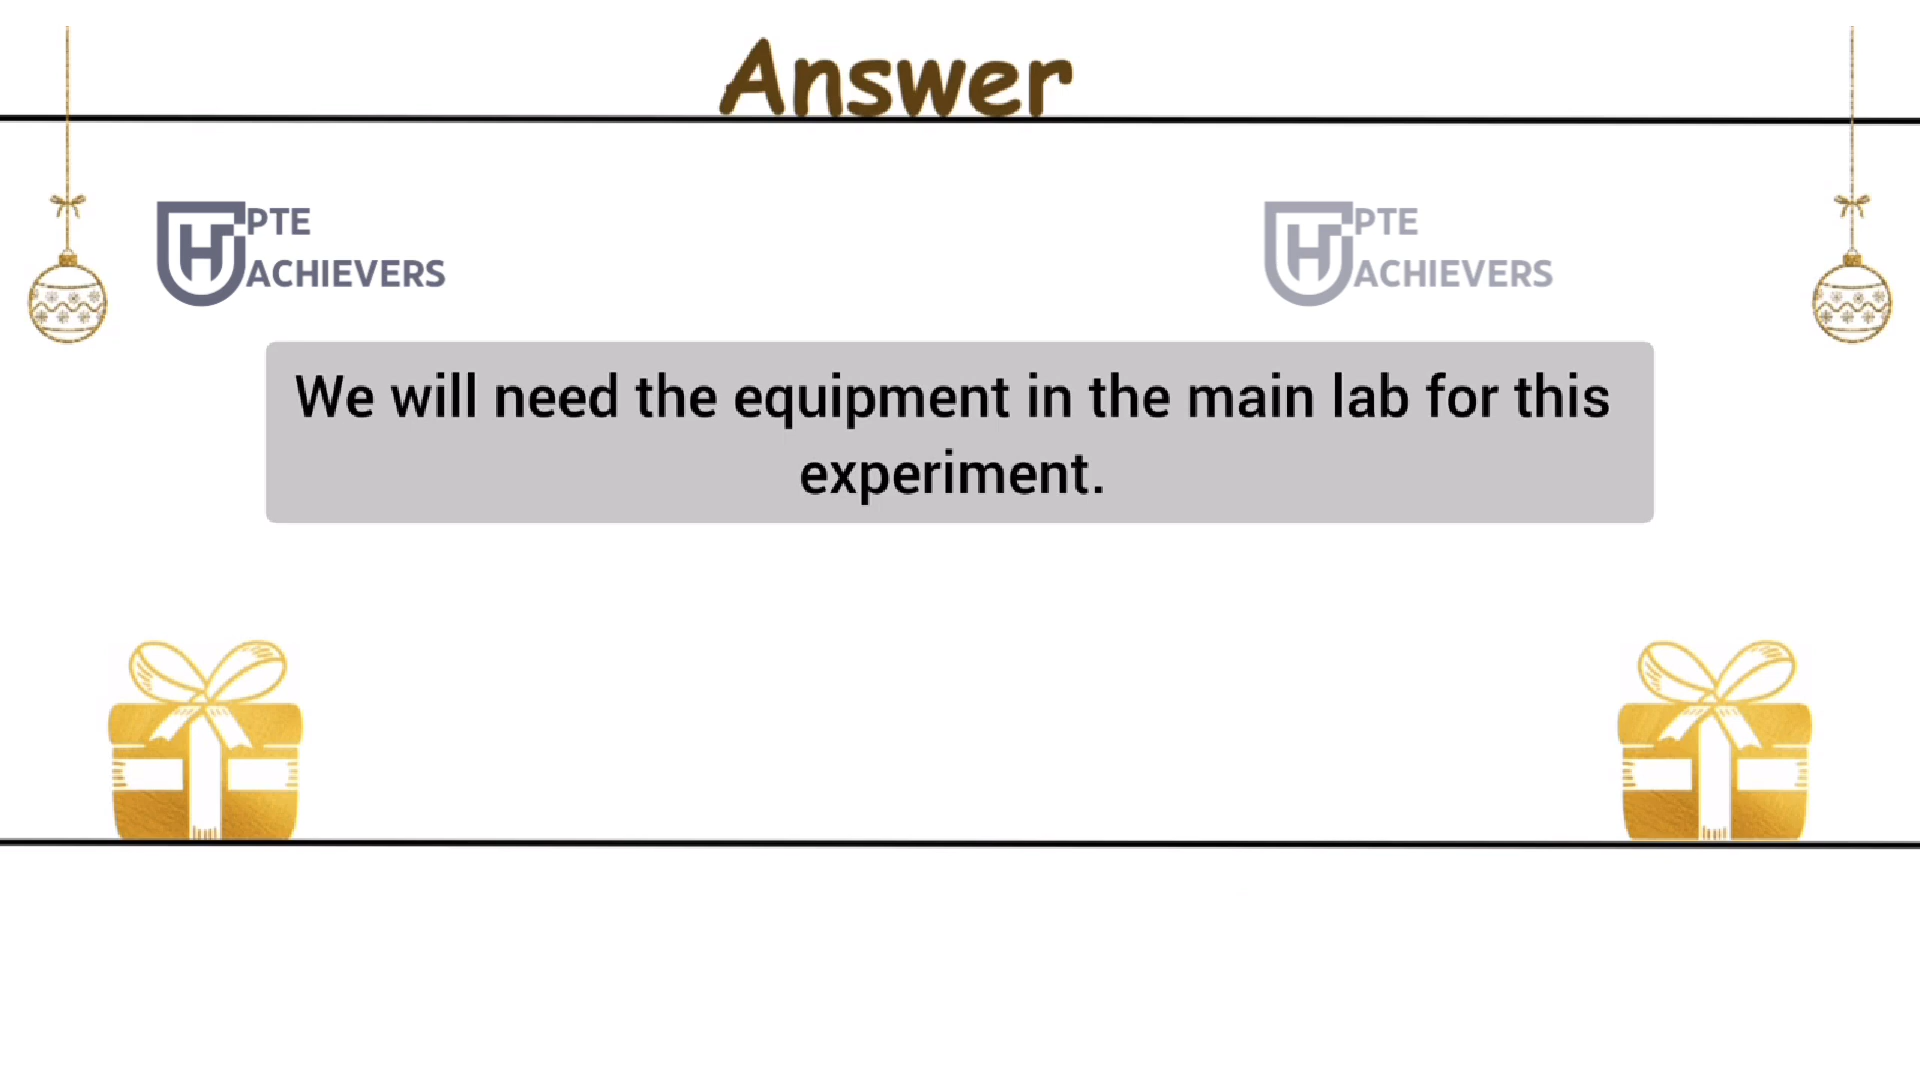 Answer
PTE
ACHIEVERS
PTE
ACHIEVERS
We will need the equipment in the main lab for this
experiment.